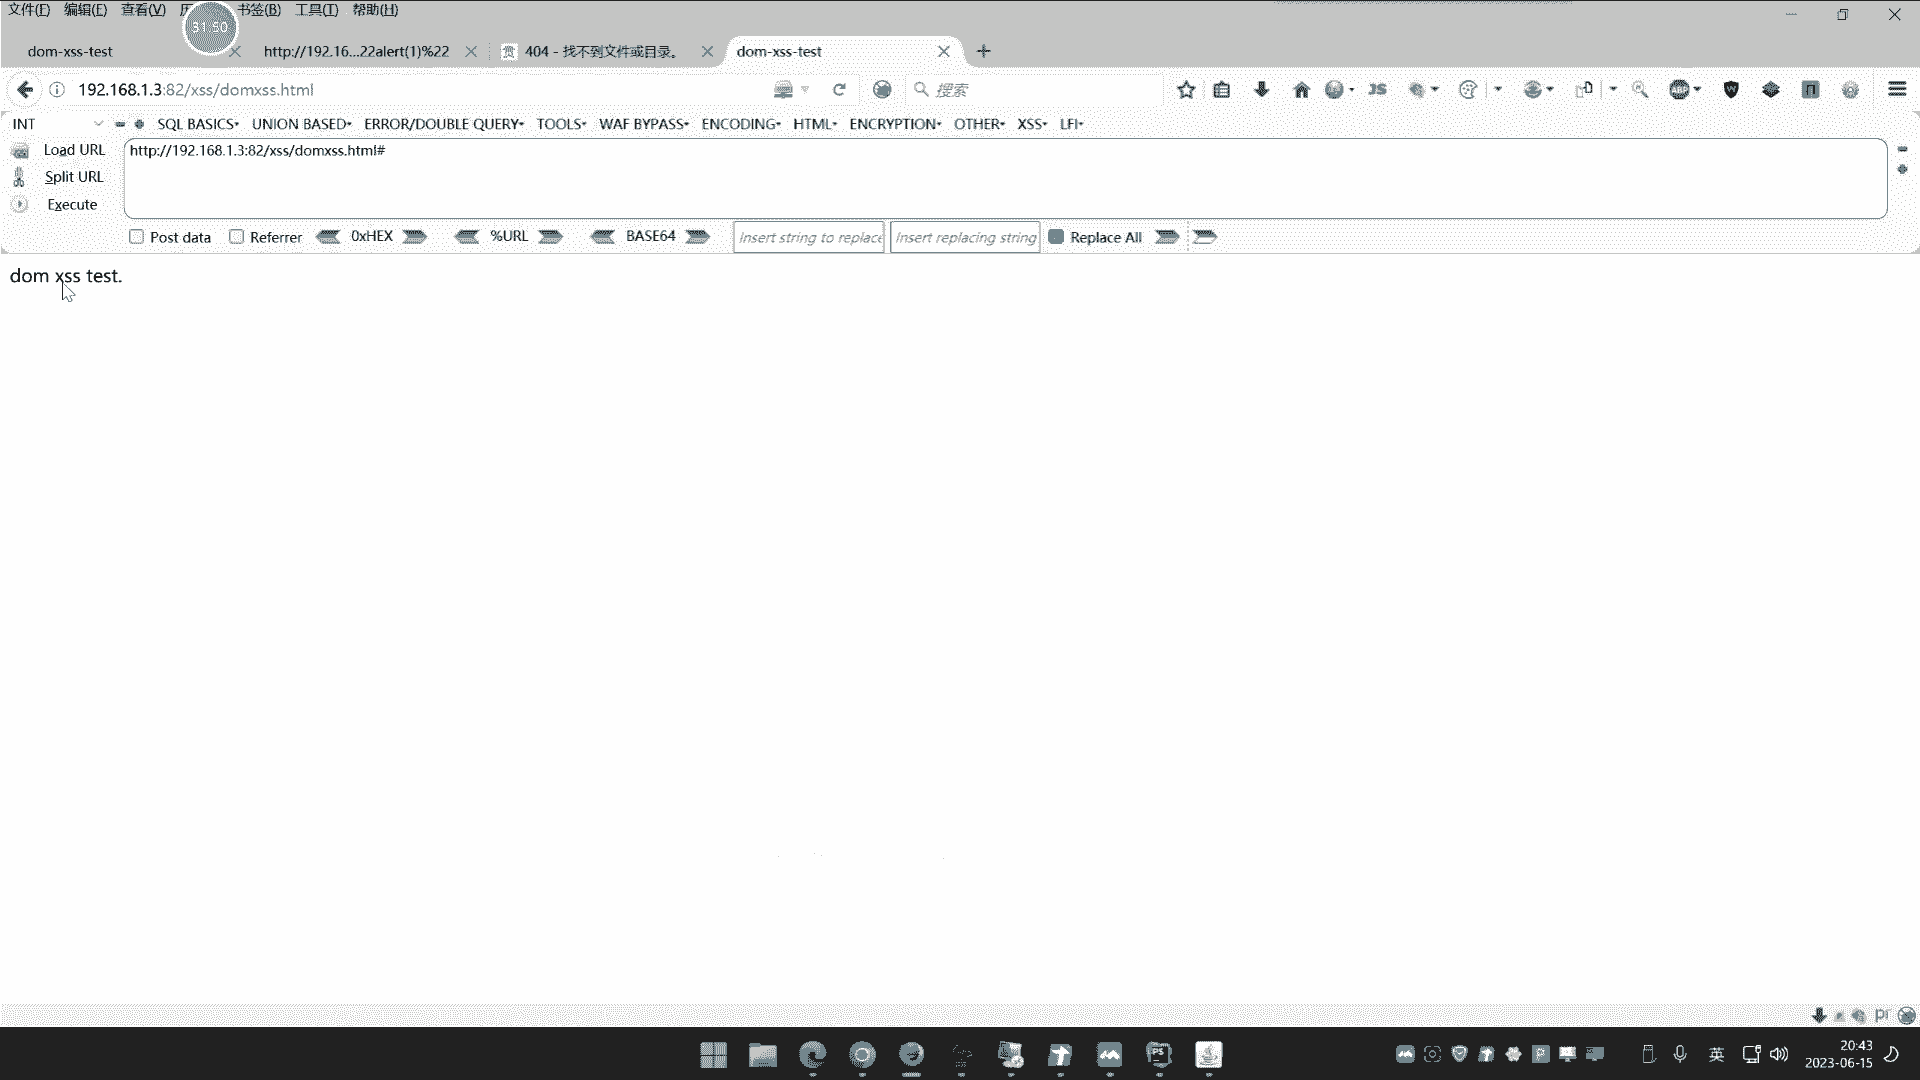 文件(F) 编辑(E) 查看(V) 历 书签(B) 工具(T) 帮助(H)
31:50
dom-xss-test
http://192.16...22alert(1)%22
404 - 找不到文件或目录。
dom-xss-test
192.168.1.3:82/xss/domxss.html
搜索
JS
ABP
INT
SQL BASICS
UNION BASED
ERROR/DOUBLE QUERY
TOOLS
WAF BYPASS
ENCODING
HTML
ENCRYPTION
OTHER
XSS
LFI
Load URL
http://192.168.1.3:82/xss/domxss.html#
Split URL
Execute
Post data
Referrer
0xHEX
%URL
BASE64
Insert string to replace
Insert replacing string
Replace All
dom xss test.
英
20:43
2023-06-15